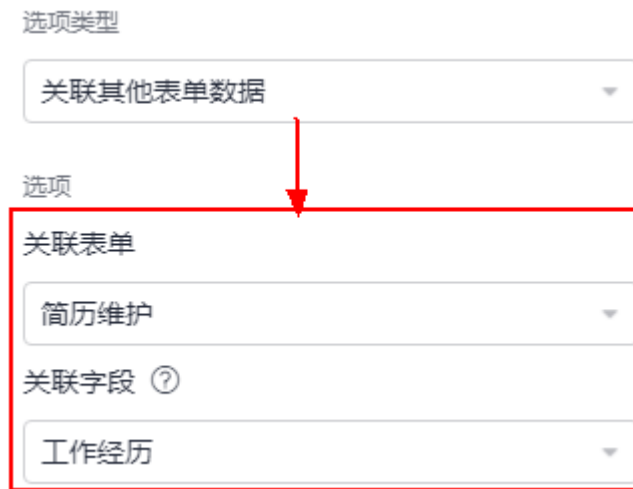 选项类型
关联其他表单数据
选项
关联表单
简历维护
关联字段 ?
工作经历